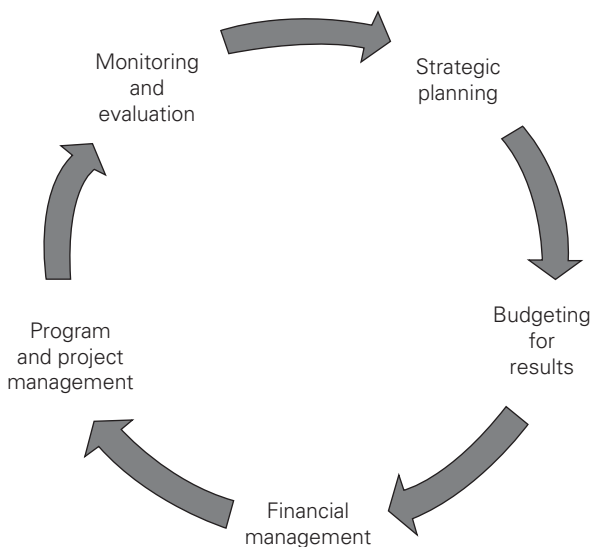 Monitoring
and
evaluation
Strategic
planning
Budgeting
for
results
Financial
management
Program
and project
management